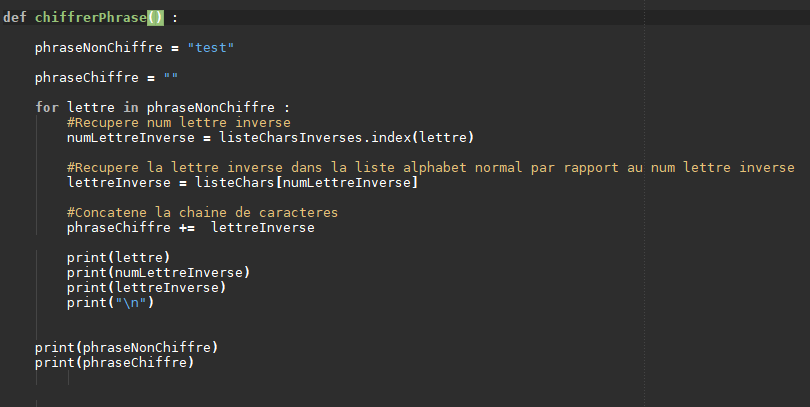 def chiffrerPhrase() :
phraseNonChiffre = "test"
phraseChiffre = ""
for lettre in phraseNonChiffre :
#Recupere num lettre inverse
numLettreInverse = listeCharsInverses.index(lettre)
#Recupere la lettre inverse dans la liste alphabet normal par rapport au num lettre inverse
lettreInverse = listeChars[numLettreInverse]
#Concatene la chaine de caracteres
phraseChiffre +=  lettreInverse
print(lettre)
print(numLettreInverse)
print(lettreInverse)
print("\n")
print(phraseNonChiffre)
print(phraseChiffre)